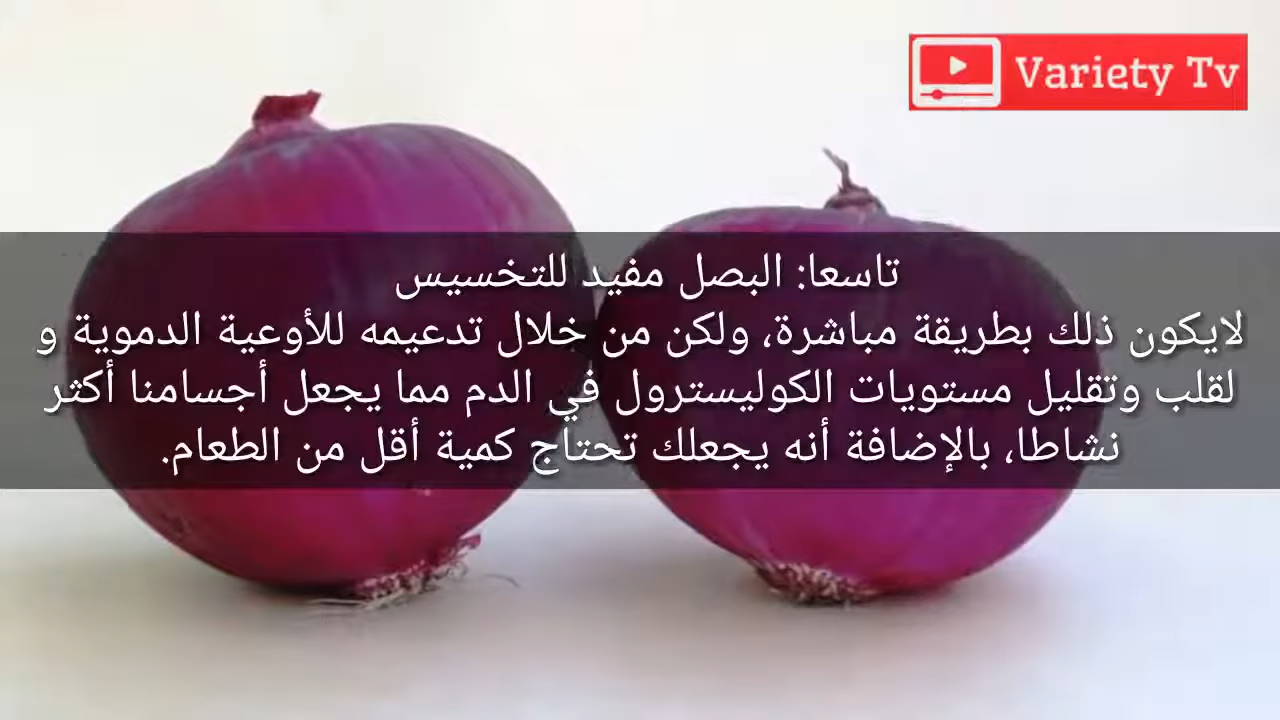 Variety Tv
تاسعا: البصل مفيد للتخسيس
لايكون ذلك بطريقة مباشرة، ولكن من خلال تدعيمه للأوعية الدموية و
لقلب وتقليل مستويات الكوليسترول في الدم مما يجعل أجسامنا أكثر
نشاطا، بالإضافة أنه يجعلك تحتاج كمية أقل من الطعام.